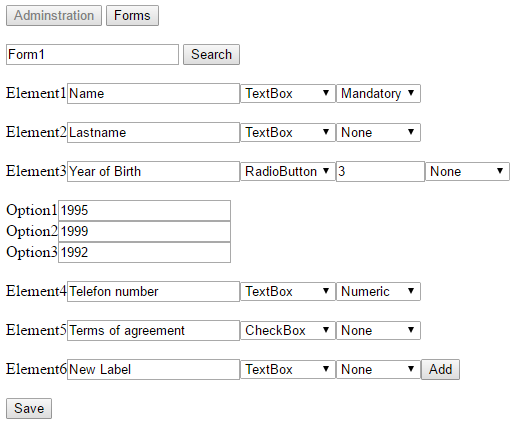 Adminstration Forms
Form1 Search
Element1 Name TextBox Mandatory
Element2 Lastname TextBox None
Element3 Year of Birth RadioButton 3 None
Option1 1995
Option2 1999
Option3 1992
Element4 Telefon number TextBox Numeric
Element5 Terms of agreement CheckBox None
Element6 New Label TextBox None Add
Save